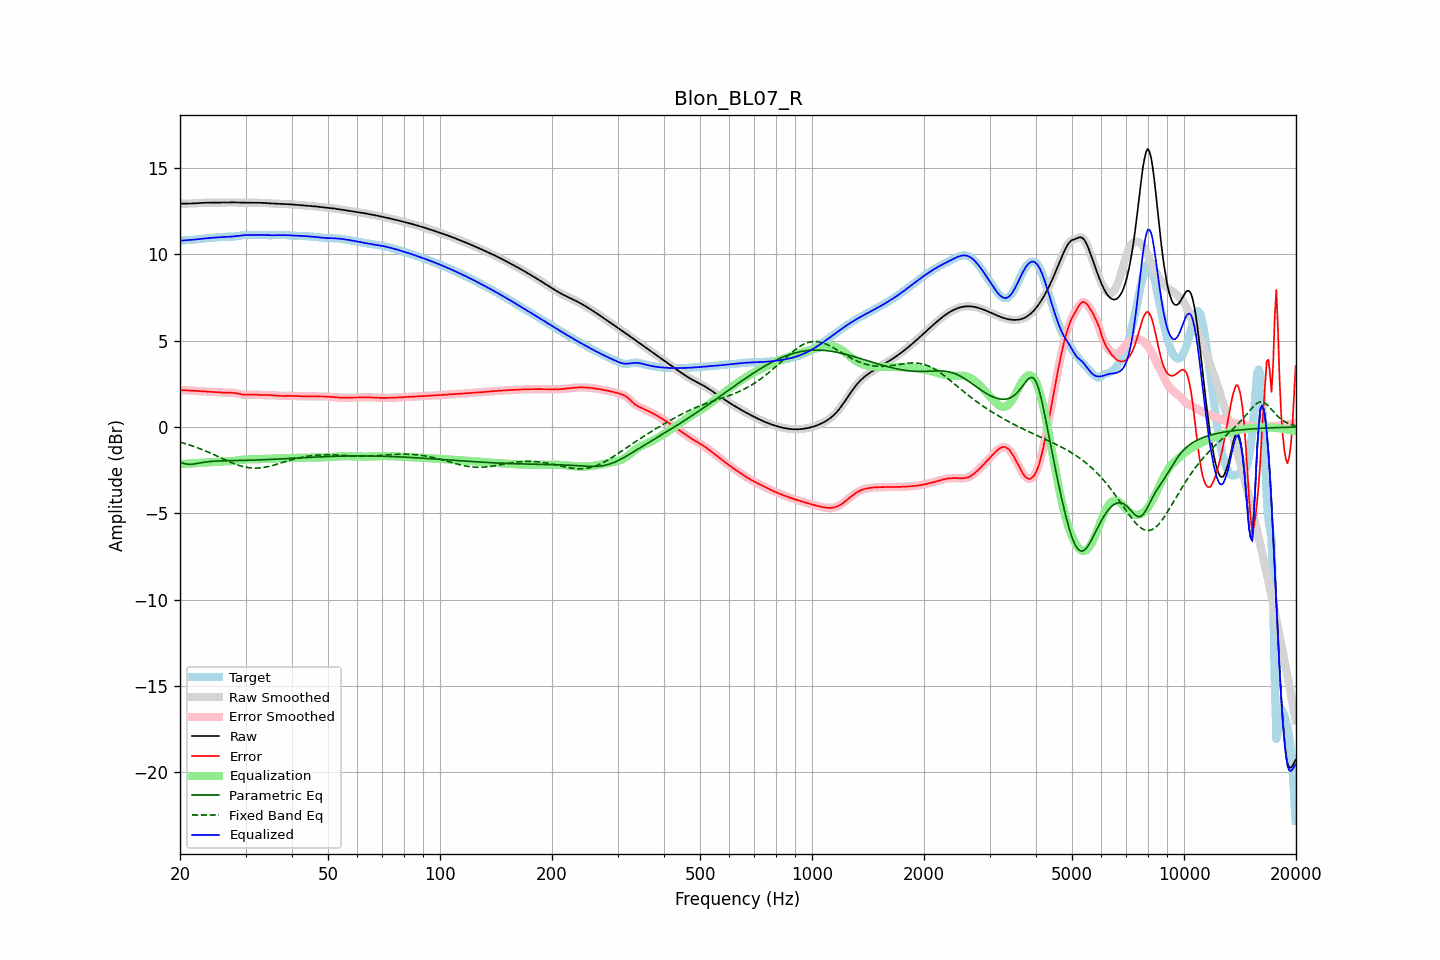 Blon_BL07_R
Amplitude (dBr)
15
10
5
0
−5
−10
−15
−20
Target
Raw Smoothed
Error Smoothed
Raw
Error
Equalization
Parametric Eq
Fixed Band Eq
Equalized
20 50 100 200 500 1000 2000 5000 10000 20000
Frequency (Hz)